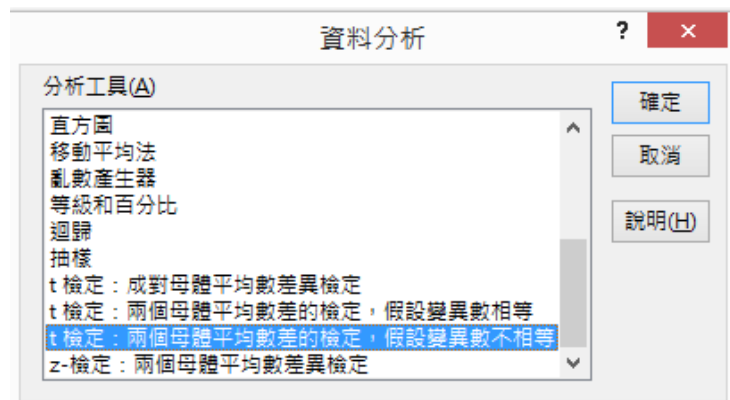 資料分析
?
×
分析工具(A)
直方圖
移動平均法
亂數產生器
等級和百分比
迴歸
抽樣
t 檢定：成對母體平均數差異檢定
t 檢定：兩個母體平均數差的檢定，假設變異數相等
t 檢定：兩個母體平均數差的檢定，假設變異數不相等
z-檢定：兩個母體平均數差異檢定
確定
取消
說明(H)